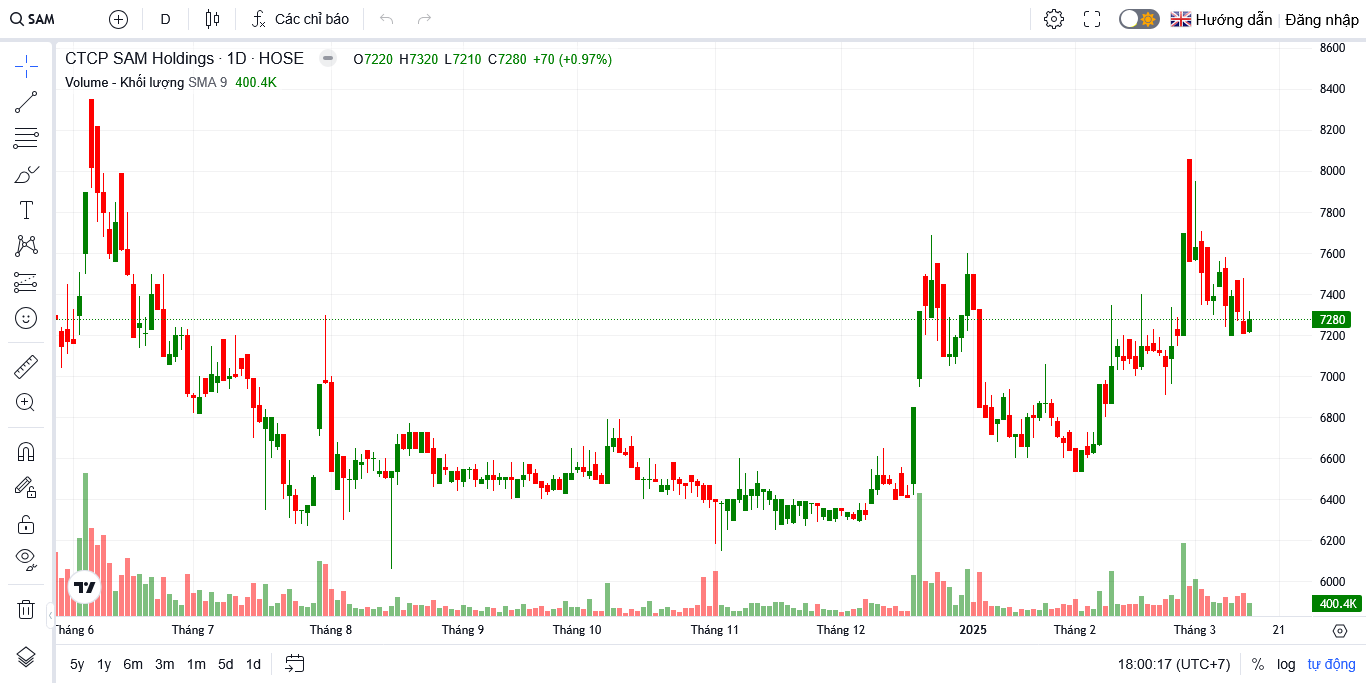 SAM D Các chỉ báo Hướng dẫn Đăng nhập
CTCP SAM Holdings · 1D · HOSE O7220 H7320 L7210 C7280 +70 (+0.97%)
Volume - Khối lượng SMA 9 400.4K
8600
8400
8200
8000
7800
7600
7400
7280
7200
7000
6800
6600
6400
6200
6000
400.4K
Tháng 6 Tháng 7 Tháng 8 Tháng 9 Tháng 10 Tháng 11 Tháng 12 2025 Tháng 2 Tháng 3 21
5y 1y 6m 3m 1m 5d 1d 18:00:17 (UTC+7) % log tự động